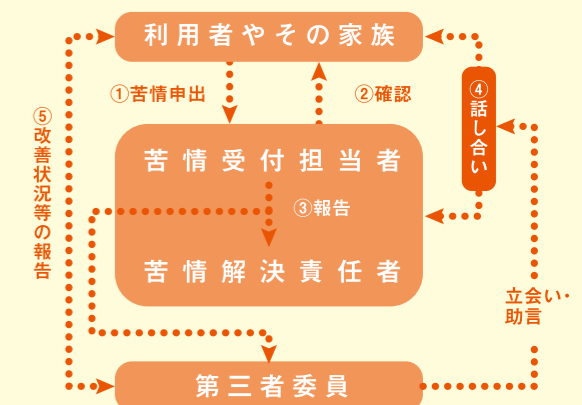 利用者やその家族
①苦情申出
②確認
④話し合い
⑤改善状況等の報告
苦情受付担当者
③報告
苦情解決責任者
立会い・
助言
第三者委員